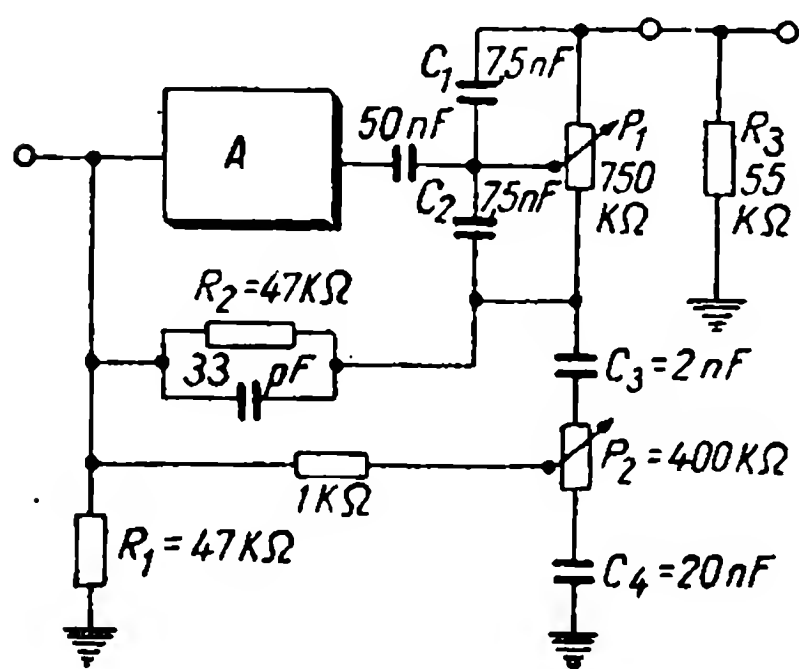 C1 7,5nF
50nF
A
P1
750
KΩ
R3
55
KΩ
C2 7,5nF
R2=47KΩ
33 pF
C3=2nF
P2=400KΩ
1KΩ
R1=47KΩ
C4=20nF